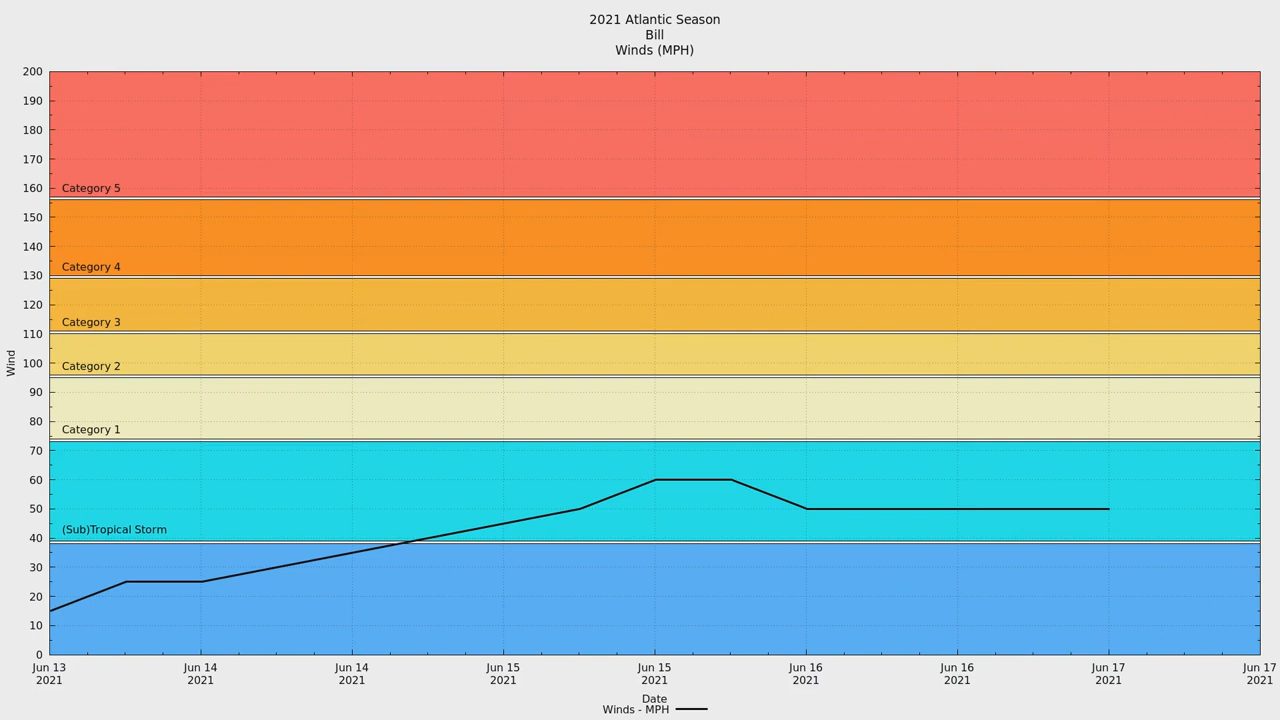 2021 Atlantic Season
Bill
Winds (MPH)
200
190
180
170
160
150
140
130
120
110
100
90
80
70
60
50
40
30
20
10
0
Wind
Category 5
Category 4
Category 3
Category 2
Category 1
(Sub)Tropical Storm
Jun 13 Jun 14 Jun 14 Jun 15 Jun 15 Jun 16 Jun 16 Jun 17 Jun 17
2021 2021 2021 2021 2021 2021 2021 2021 2021
Date
Winds - MPH